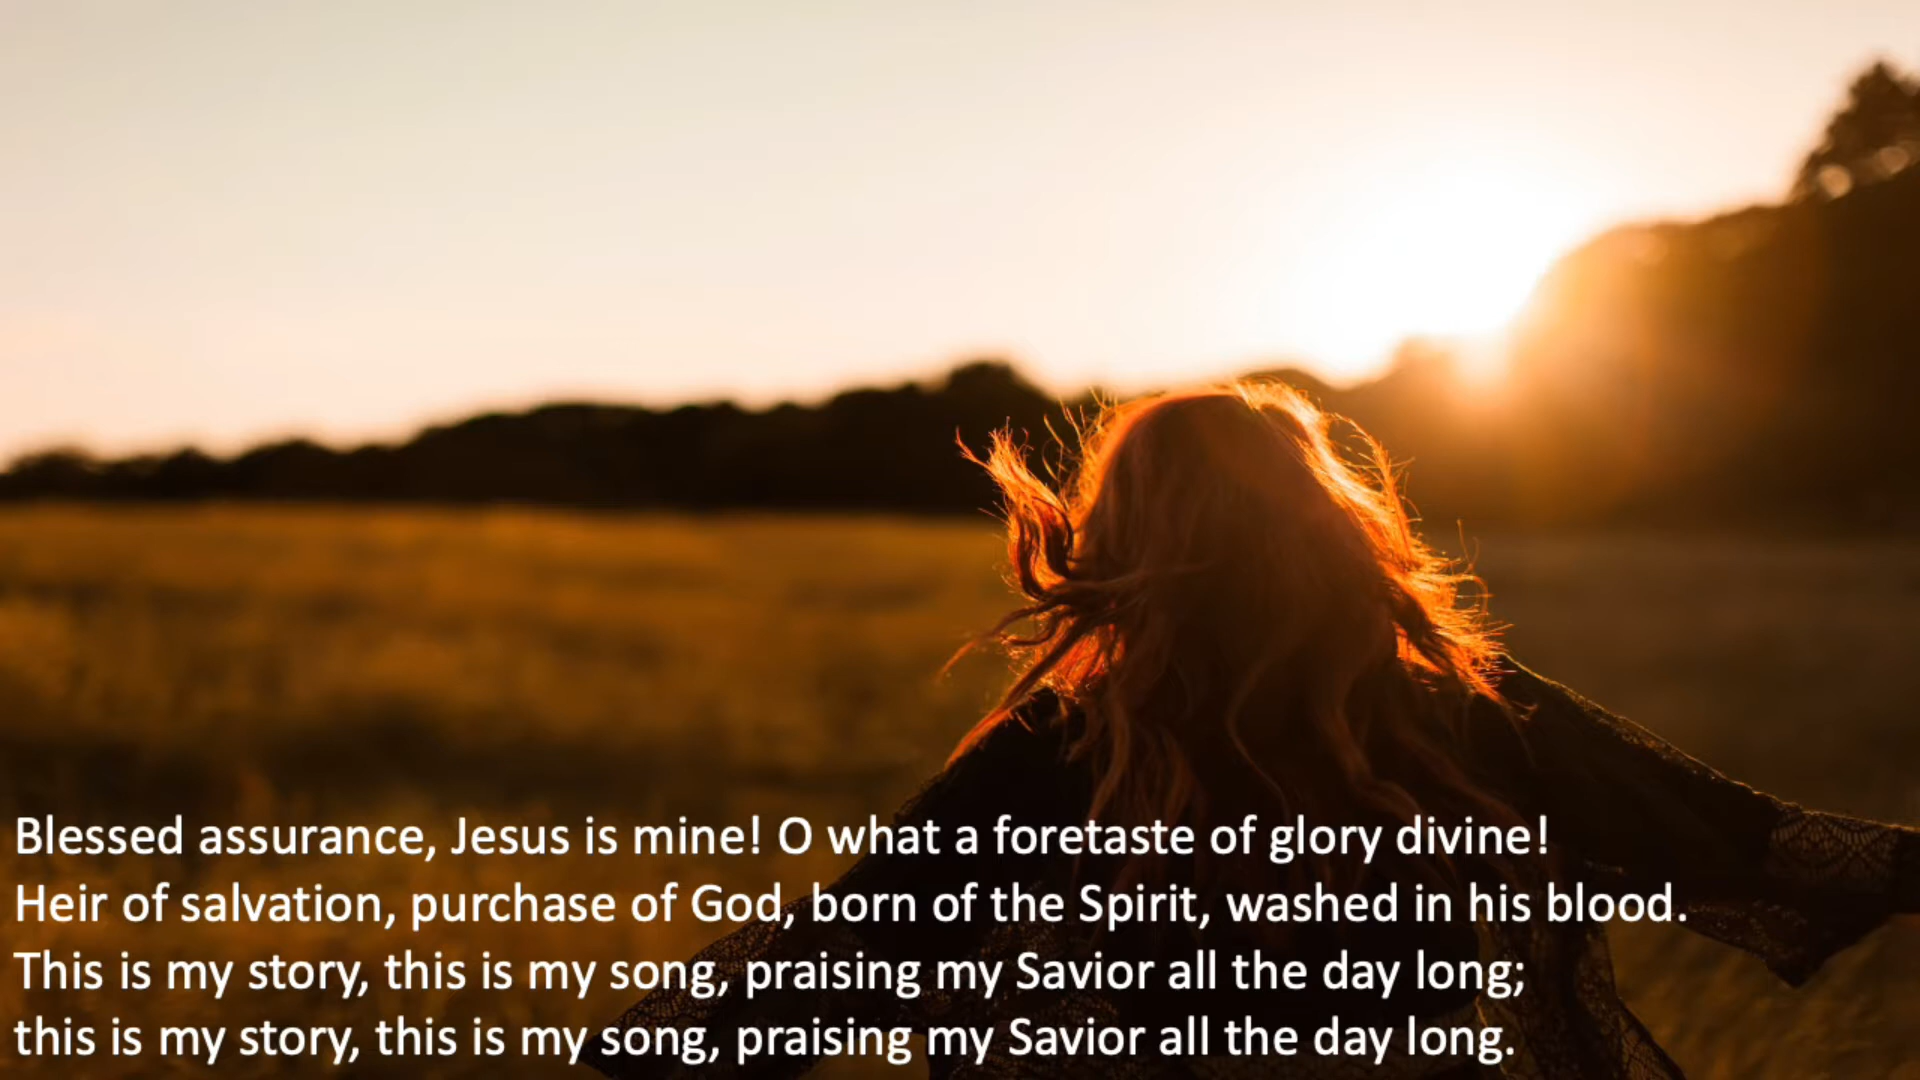 Blessed assurance, Jesus is mine! O what a foretaste of glory divine!
Heir of salvation, purchase of God, born of the Spirit, washed in his blood.
This is my story, this is my song, praising my Savior all the day long;
this is my story, this is my song, praising my Savior all the day long.